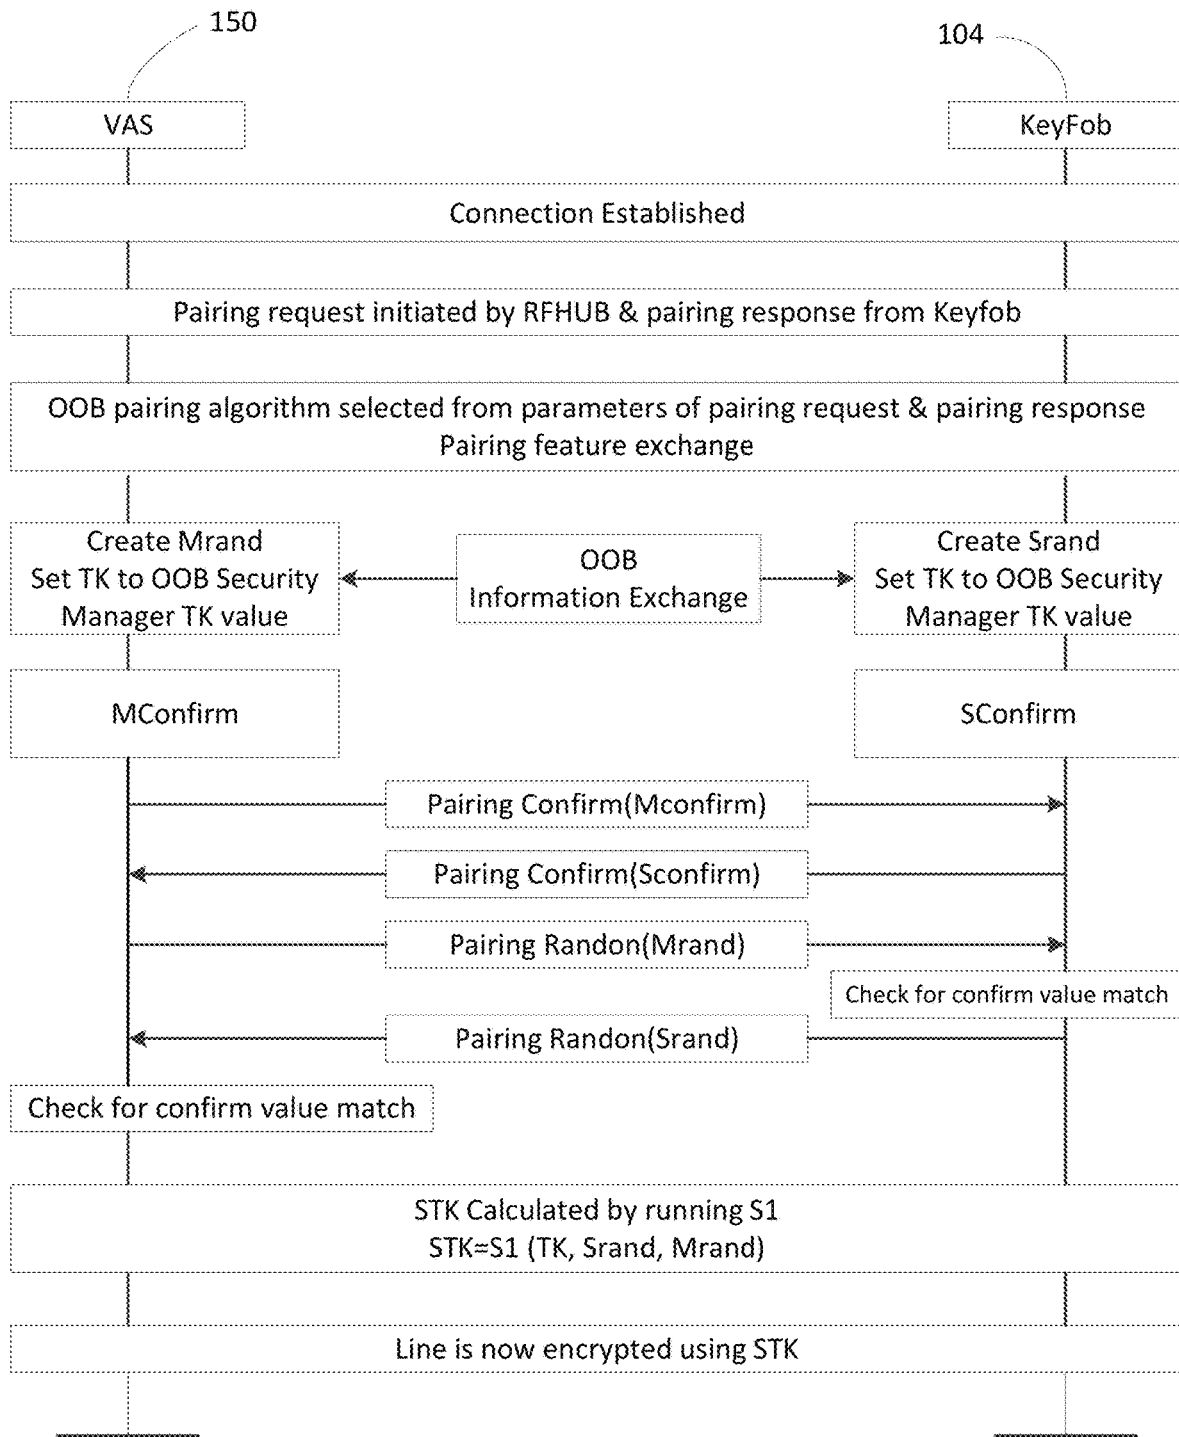 150
104
VAS
KeyFob
Connection Established
Pairing request initiated by RFHUB & pairing response from Keyfob
OOB pairing algorithm selected from parameters of pairing request & pairing response
Pairing feature exchange
Create Mrand
Set TK to OOB Security
Manager TK value
OOB
Information Exchange
Create Srand
Set TK to OOB Security
Manager TK value
MConfirm
SConfirm
Pairing Confirm(Mconfirm)
Pairing Confirm(Sconfirm)
Pairing Randon(Mrand)
Check for confirm value match
Pairing Randon(Srand)
Check for confirm value match
STK Calculated by running S1
STK=S1 (TK, Srand, Mrand)
Line is now encrypted using STK